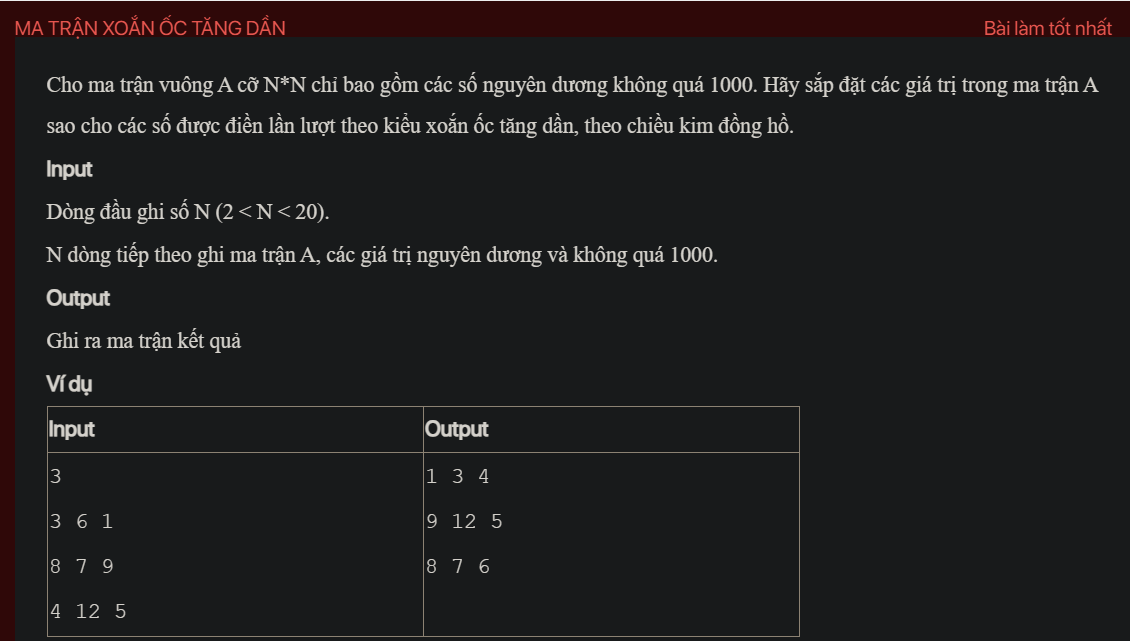 MA TRẬN XOẮN ỐC TĂNG DẦN
Bài làm tốt nhất
Cho ma trận vuông A cỡ N*N chỉ bao gồm các số nguyên dương không quá 1000. Hãy sắp đặt các giá trị trong ma trận A
sao cho các số được điền lần lượt theo kiểu xoắn ốc tăng dần, theo chiều kim đồng hồ.
Input
Dòng đầu ghi số N (2 < N < 20).
N dòng tiếp theo ghi ma trận A, các giá trị nguyên dương và không quá 1000.
Output
Ghi ra ma trận kết quả
Ví dụ
Input Output
3 1 3 4
3 6 1 9 12 5
8 7 9 8 7 6
4 12 5